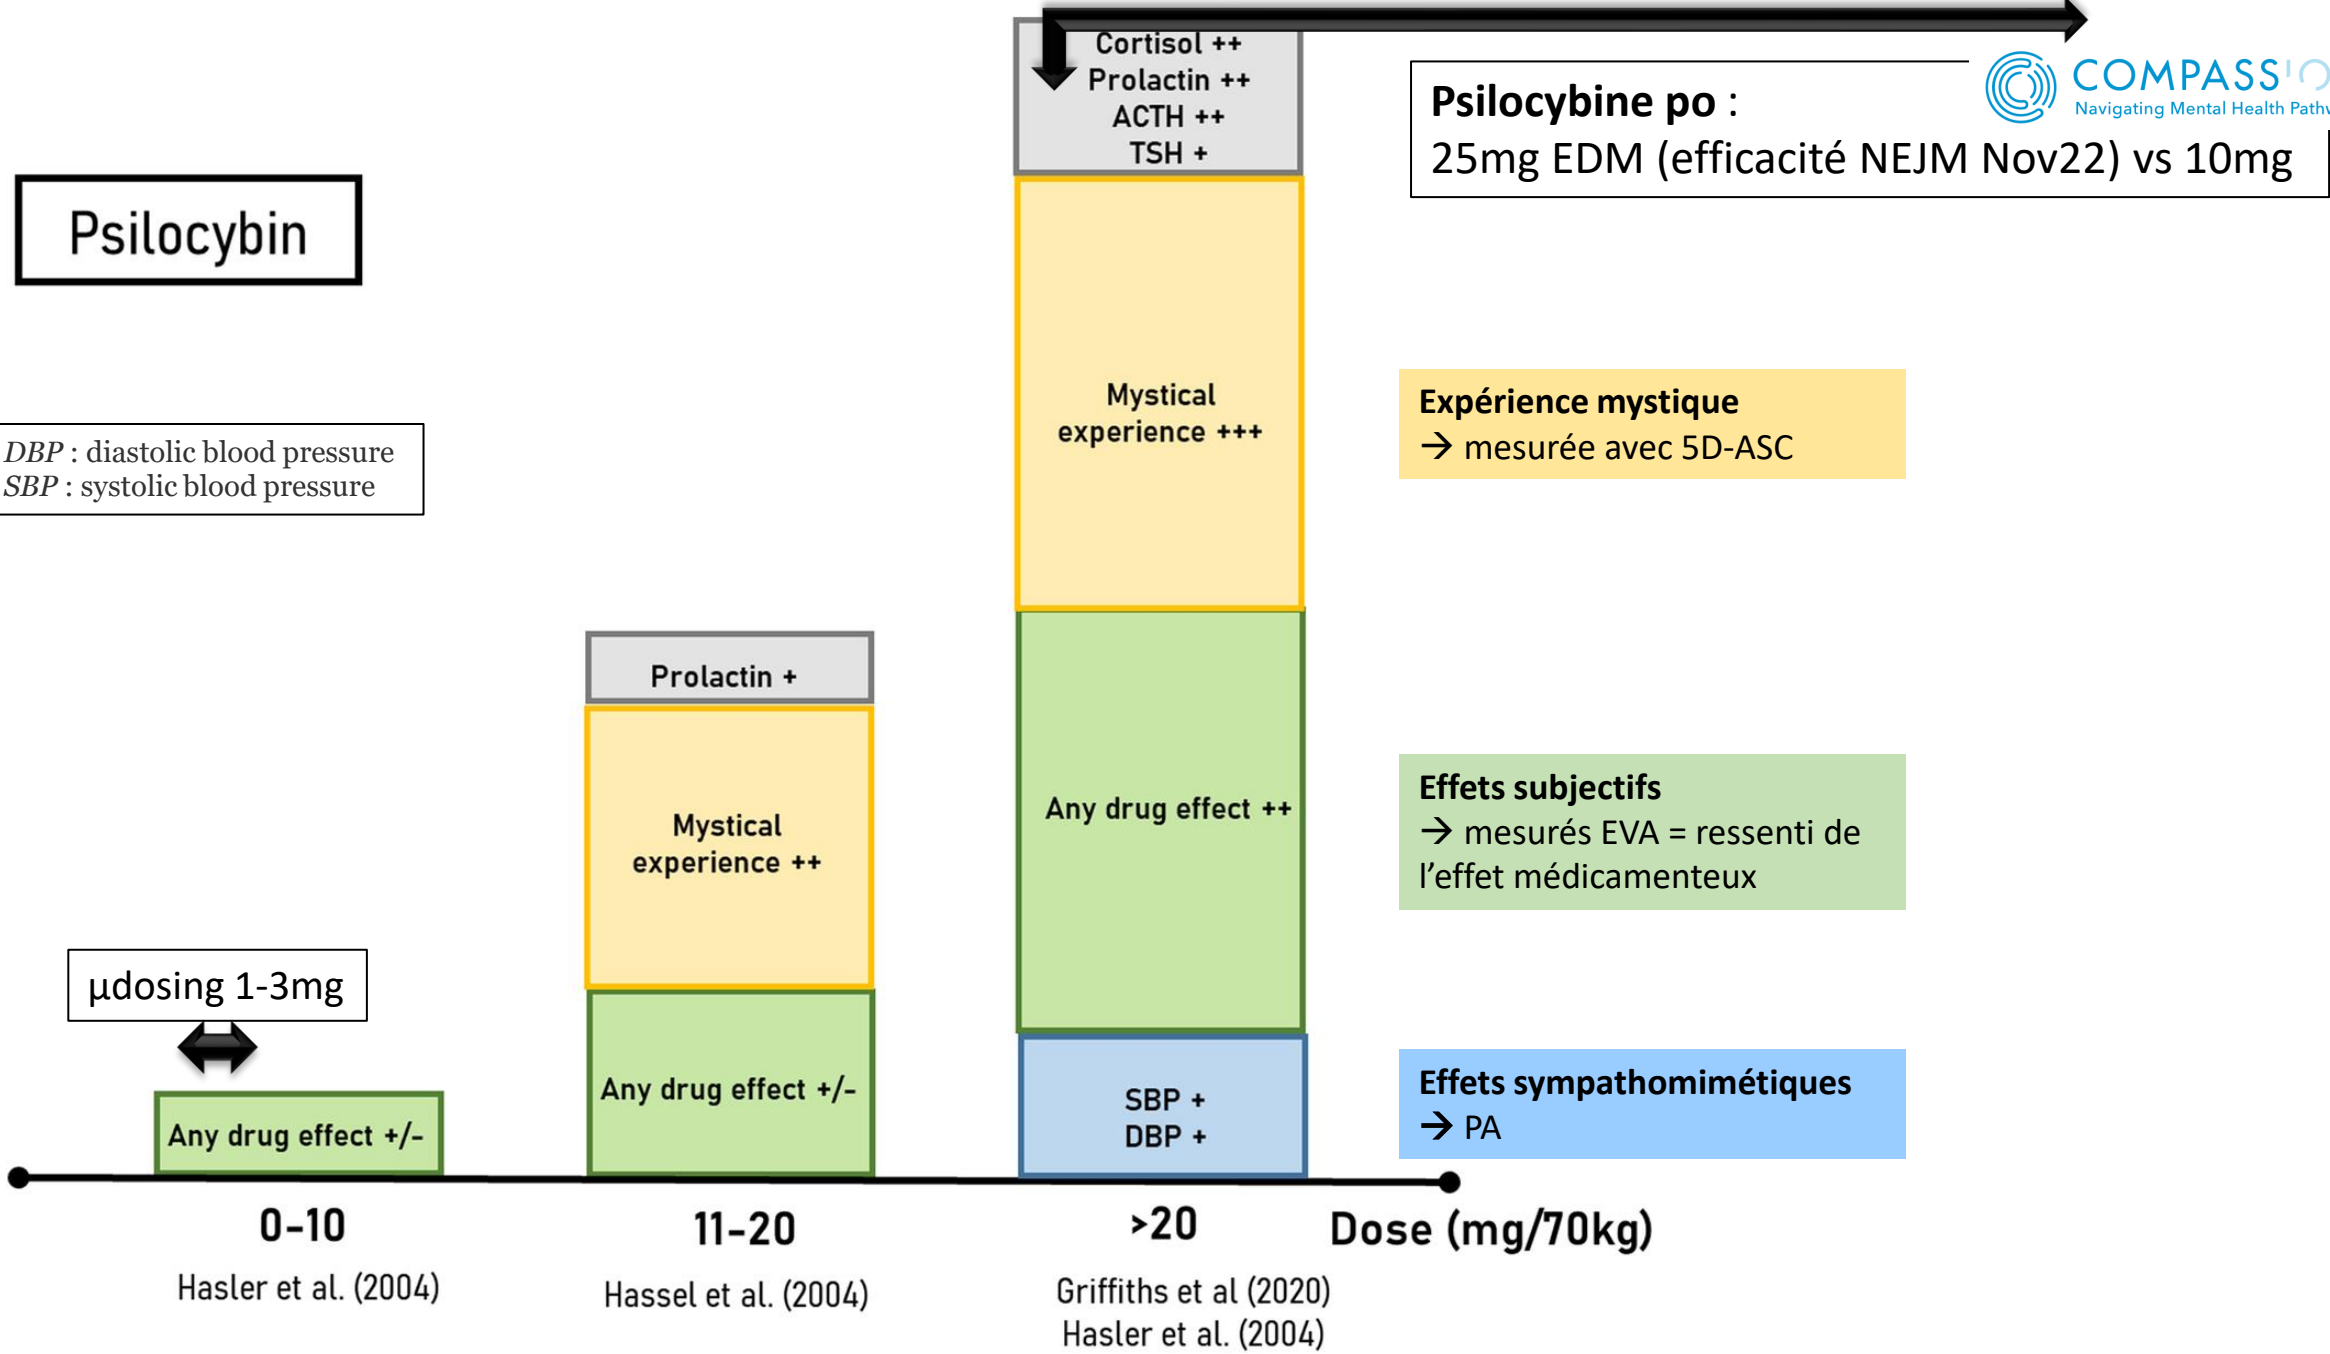 Cortisol ++
Prolactin ++
ACTH ++
TSH +
COMPASS
Navigating Mental Health
Psilocybine po :
25mg EDM (efficacité NEJM Nov22) vs 10mg
Psilocybin
Mystical
experience +++
Expérience mystique
→ mesurée avec 5D-ASC
DBP : diastolic blood pressure
SBP : systolic blood pressure
Prolactin +
Mystical
experience ++
Any drug effect ++
Effets subjectifs
→ mesurés EVA = ressenti de
l'effet médicamenteux
µdosing 1-3mg
Any drug effect +/-
Any drug effect +/-
SBP +
DBP +
Effets sympathomimétiques
→ PA
0-10
11-20
>20
Dose (mg/70kg)
Hasler et al. (2004)
Hassel et al. (2004)
Griffiths et al (2020)
Hasler et al. (2004)